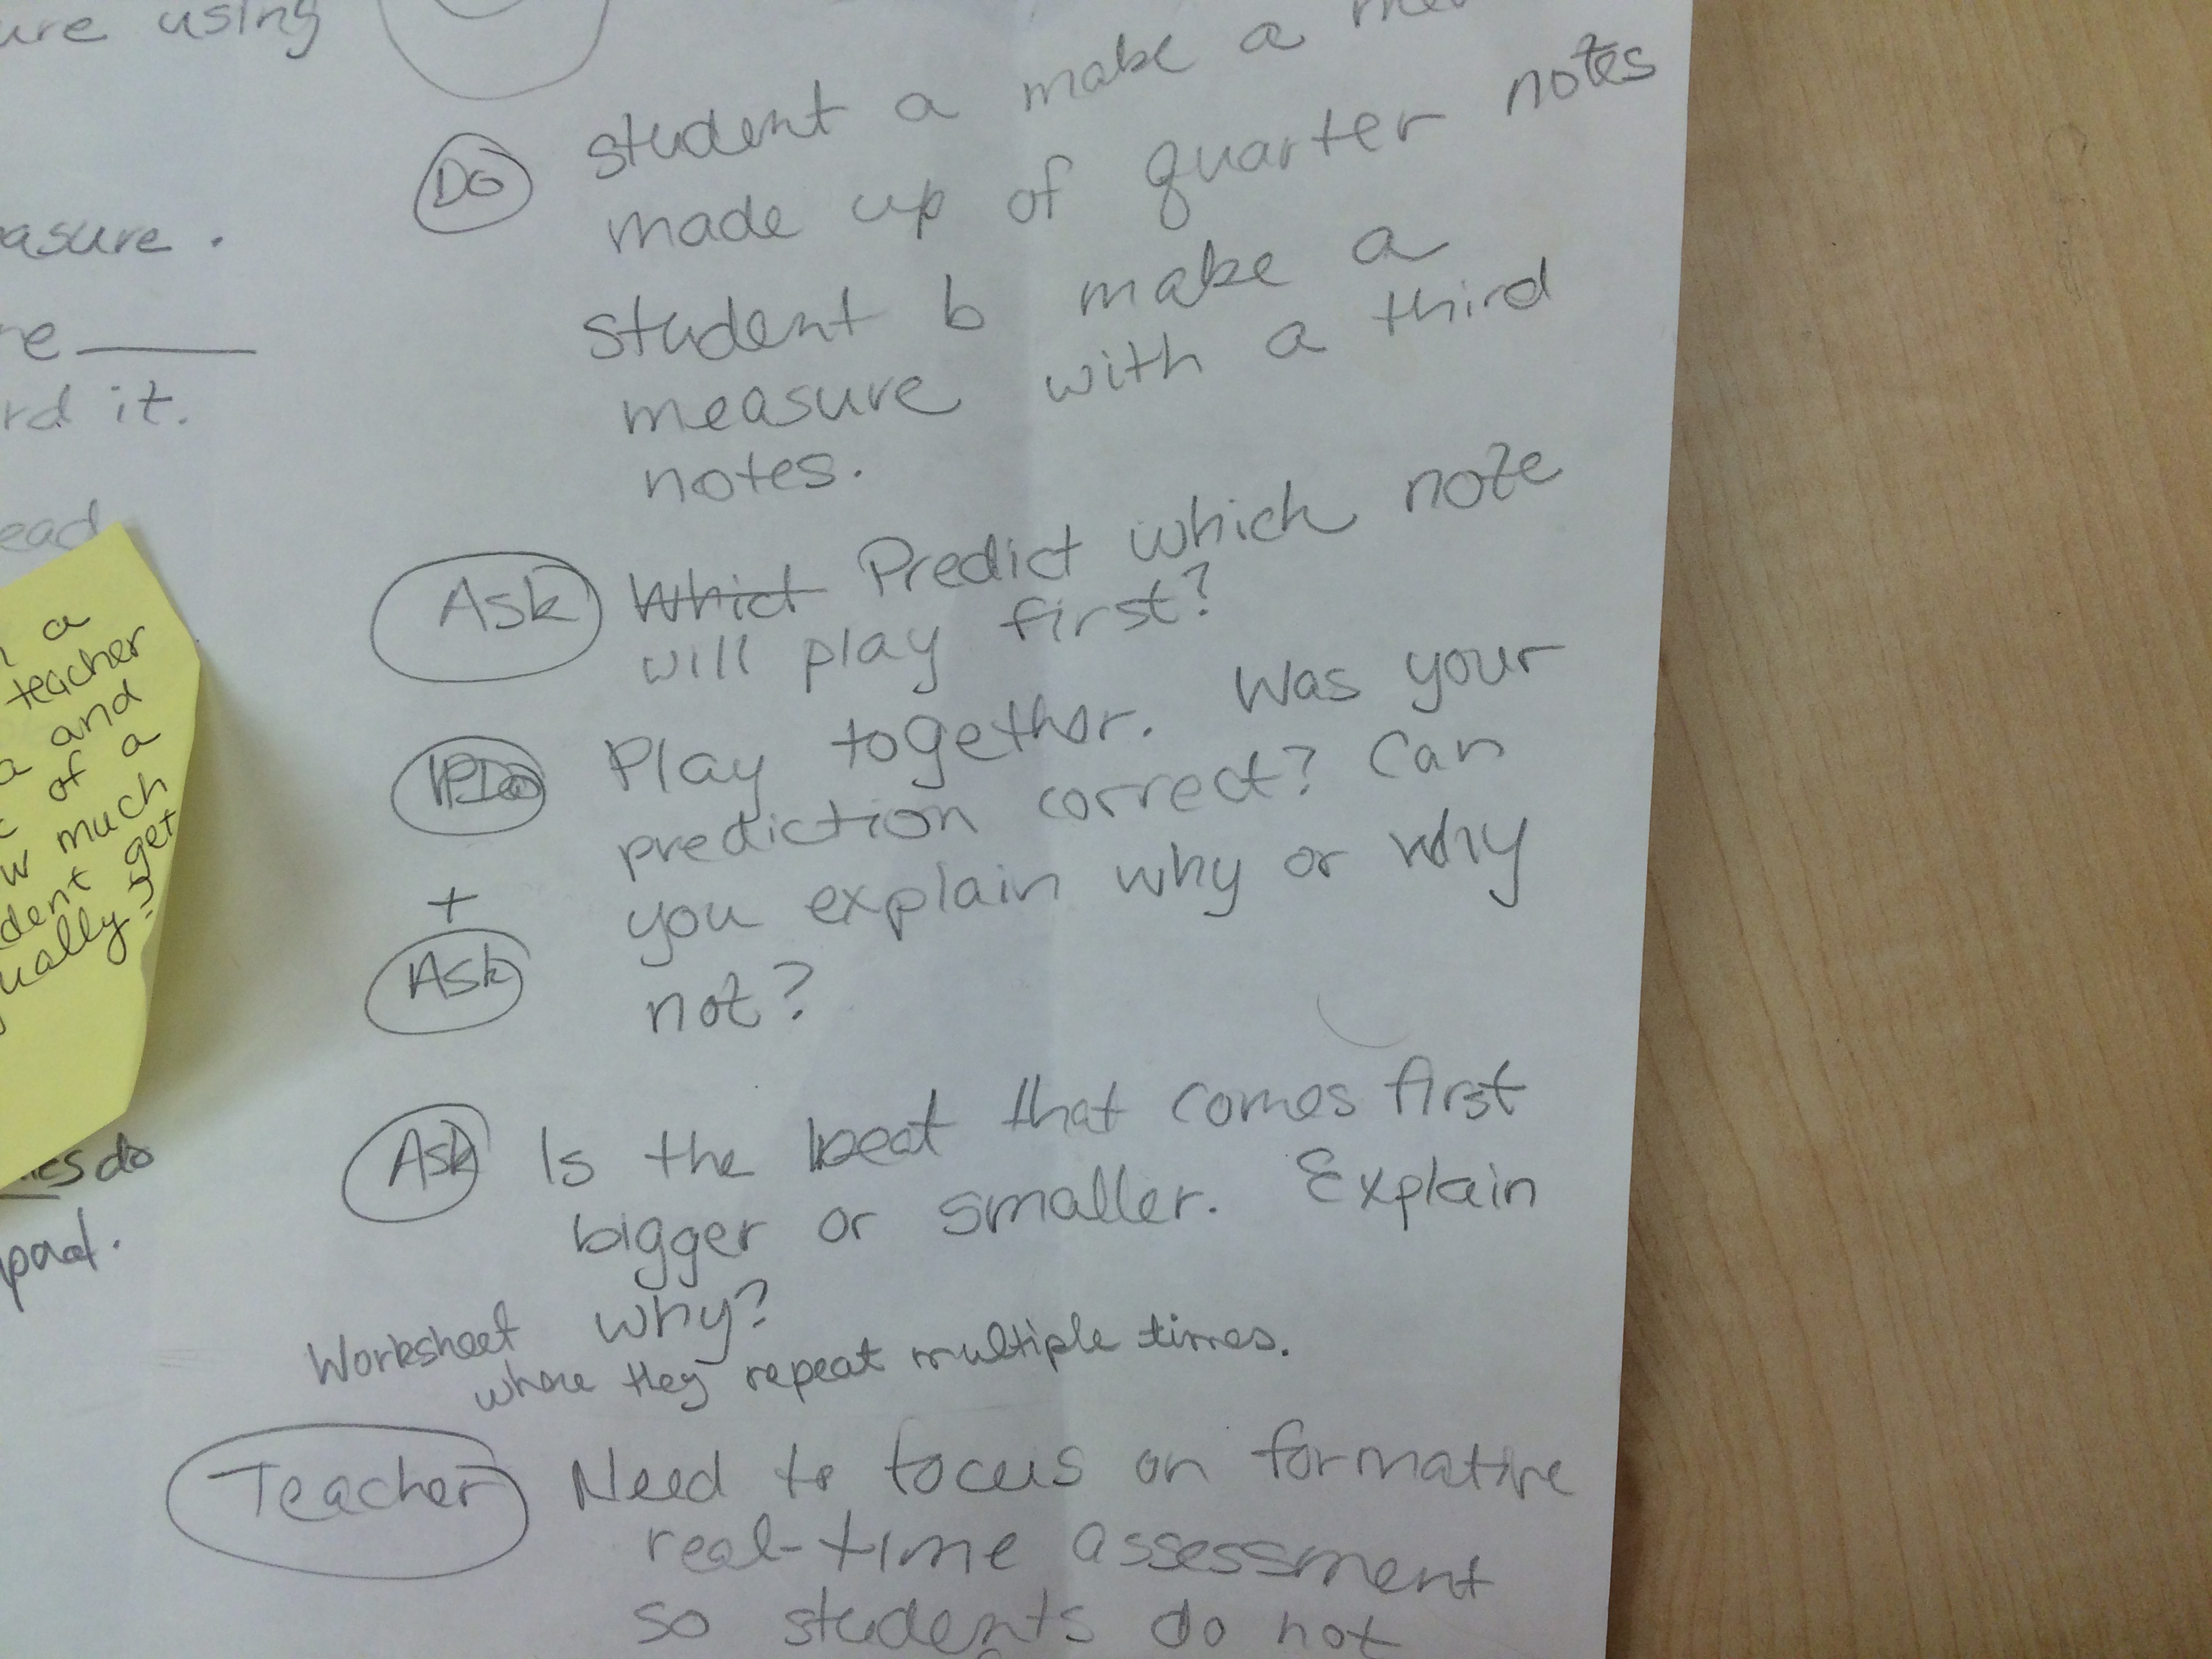 ure using
asure.
re
rd it.
ead
a
teacher
a and
of a
w much
dent get
ually?
es do
pad.
Do student a make a
made up of quarter notes
student b make a
measure with a third
notes.
Ask Which Predict which note
will play first?
Do Play together. Was your
prediction correct? Can
+ you explain why or why
Ask not?
Ask Is the beat that comes first
bigger or smaller. Explain
why?
Worksheet
where they repeat multiple times.
Teacher Need to focus on formative
real-time assessment
so students do not